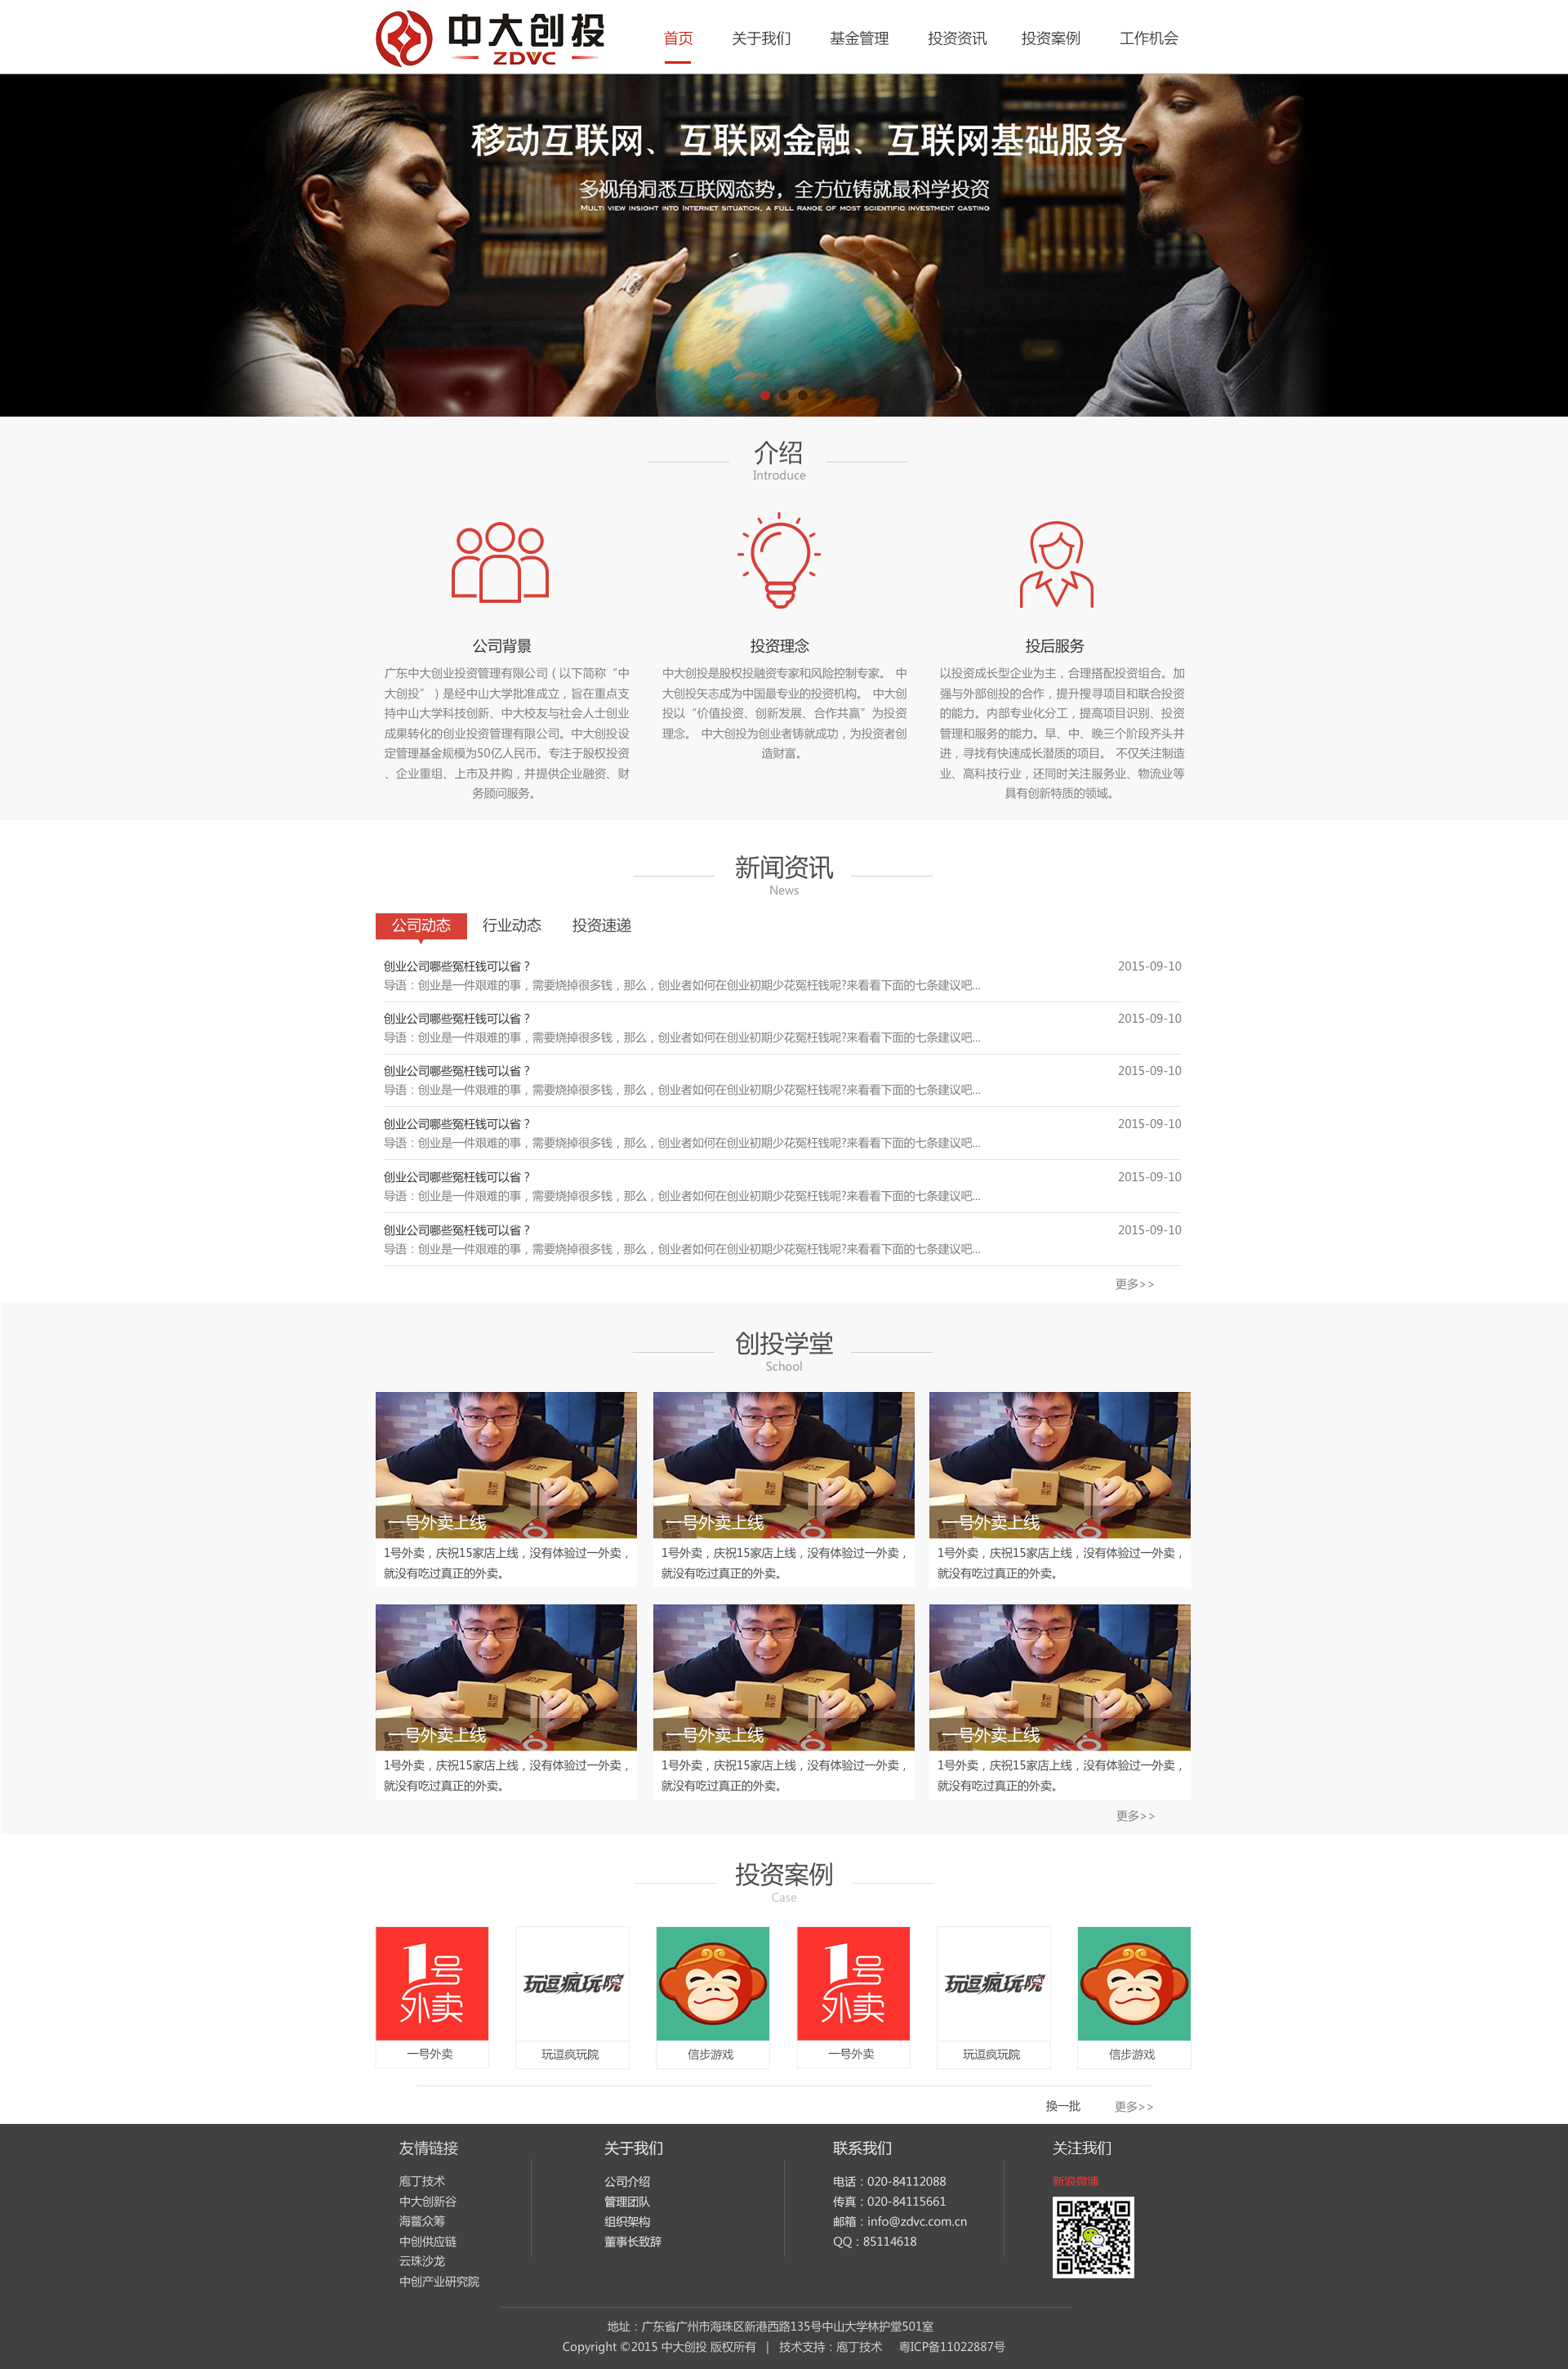 中大创投
ZDVC
首页 关于我们 基金管理 投资资讯 投资案例 工作机会
移动互联网、互联网金融、互联网基础服务
多视角洞悉互联网态势，全方位铸就最科学投资
Multi view insight into Internet situation, a full range of most scientific investment casting
介绍
Introduce
公司背景
广东中大创业投资管理有限公司（以下简称“中
大创投”）是经中山大学批准成立，旨在重点支
持中山大学科技创新、中大校友与社会人士创业
成果转化的创业投资管理有限公司。中大创投设
定管理基金规模为50亿人民币。专注于股权投资
、企业重组、上市及并购，并提供企业融资、财
务顾问服务。
投资理念
中大创投是股权投融资专家和风险控制专家。 中
大创投矢志成为中国最专业的投资机构。 中大创
投以“价值投资、创新发展、合作共赢”为投资
理念。 中大创投为创业者铸就成功，为投资者创
造财富。
投后服务
以投资成长型企业为主，合理搭配投资组合。加
强与外部创投的合作，提升搜寻项目和联合投资
的能力。内部专业化分工，提高项目识别、投资
管理和服务的能力。早、中、晚三个阶段齐头并
进，寻找有快速成长潜质的项目。 不仅关注制造
业、高科技行业，还同时关注服务业、物流业等
具有创新特质的领域。
新闻资讯
News
公司动态 行业动态 投资速递
创业公司哪些冤枉钱可以省？ 2015-09-10
导语：创业是一件艰难的事，需要烧掉很多钱，那么，创业者如何在创业初期少花冤枉钱呢?来看看下面的七条建议吧...
创业公司哪些冤枉钱可以省？ 2015-09-10
导语：创业是一件艰难的事，需要烧掉很多钱，那么，创业者如何在创业初期少花冤枉钱呢?来看看下面的七条建议吧...
创业公司哪些冤枉钱可以省？ 2015-09-10
导语：创业是一件艰难的事，需要烧掉很多钱，那么，创业者如何在创业初期少花冤枉钱呢?来看看下面的七条建议吧...
创业公司哪些冤枉钱可以省？ 2015-09-10
导语：创业是一件艰难的事，需要烧掉很多钱，那么，创业者如何在创业初期少花冤枉钱呢?来看看下面的七条建议吧...
创业公司哪些冤枉钱可以省？ 2015-09-10
导语：创业是一件艰难的事，需要烧掉很多钱，那么，创业者如何在创业初期少花冤枉钱呢?来看看下面的七条建议吧...
创业公司哪些冤枉钱可以省？ 2015-09-10
导语：创业是一件艰难的事，需要烧掉很多钱，那么，创业者如何在创业初期少花冤枉钱呢?来看看下面的七条建议吧...
更多>>
创投学堂
School
一号外卖上线
1号外卖，庆祝15家店上线，没有体验过一外卖，
就没有吃过真正的外卖。
一号外卖上线
1号外卖，庆祝15家店上线，没有体验过一外卖，
就没有吃过真正的外卖。
一号外卖上线
1号外卖，庆祝15家店上线，没有体验过一外卖，
就没有吃过真正的外卖。
一号外卖上线
1号外卖，庆祝15家店上线，没有体验过一外卖，
就没有吃过真正的外卖。
一号外卖上线
1号外卖，庆祝15家店上线，没有体验过一外卖，
就没有吃过真正的外卖。
一号外卖上线
1号外卖，庆祝15家店上线，没有体验过一外卖，
就没有吃过真正的外卖。
更多>>
投资案例
Case
1号
外卖
一号外卖
玩逗疯玩院
玩逗疯玩院
信步游戏
1号
外卖
一号外卖
玩逗疯玩院
玩逗疯玩院
信步游戏
换一批 更多>>
友情链接
庖丁技术
中大创新谷
海鳖众筹
中创供应链
云珠沙龙
中创产业研究院
关于我们
公司介绍
管理团队
组织架构
董事长致辞
联系我们
电话：020-84112088
传真：020-84115661
邮箱：info@zdvc.com.cn
QQ：85114618
关注我们
新浪微博
地址：广东省广州市海珠区新港西路135号中山大学林护堂501室
Copyright ©2015 中大创投 版权所有 | 技术支持：庖丁技术 粤ICP备11022887号